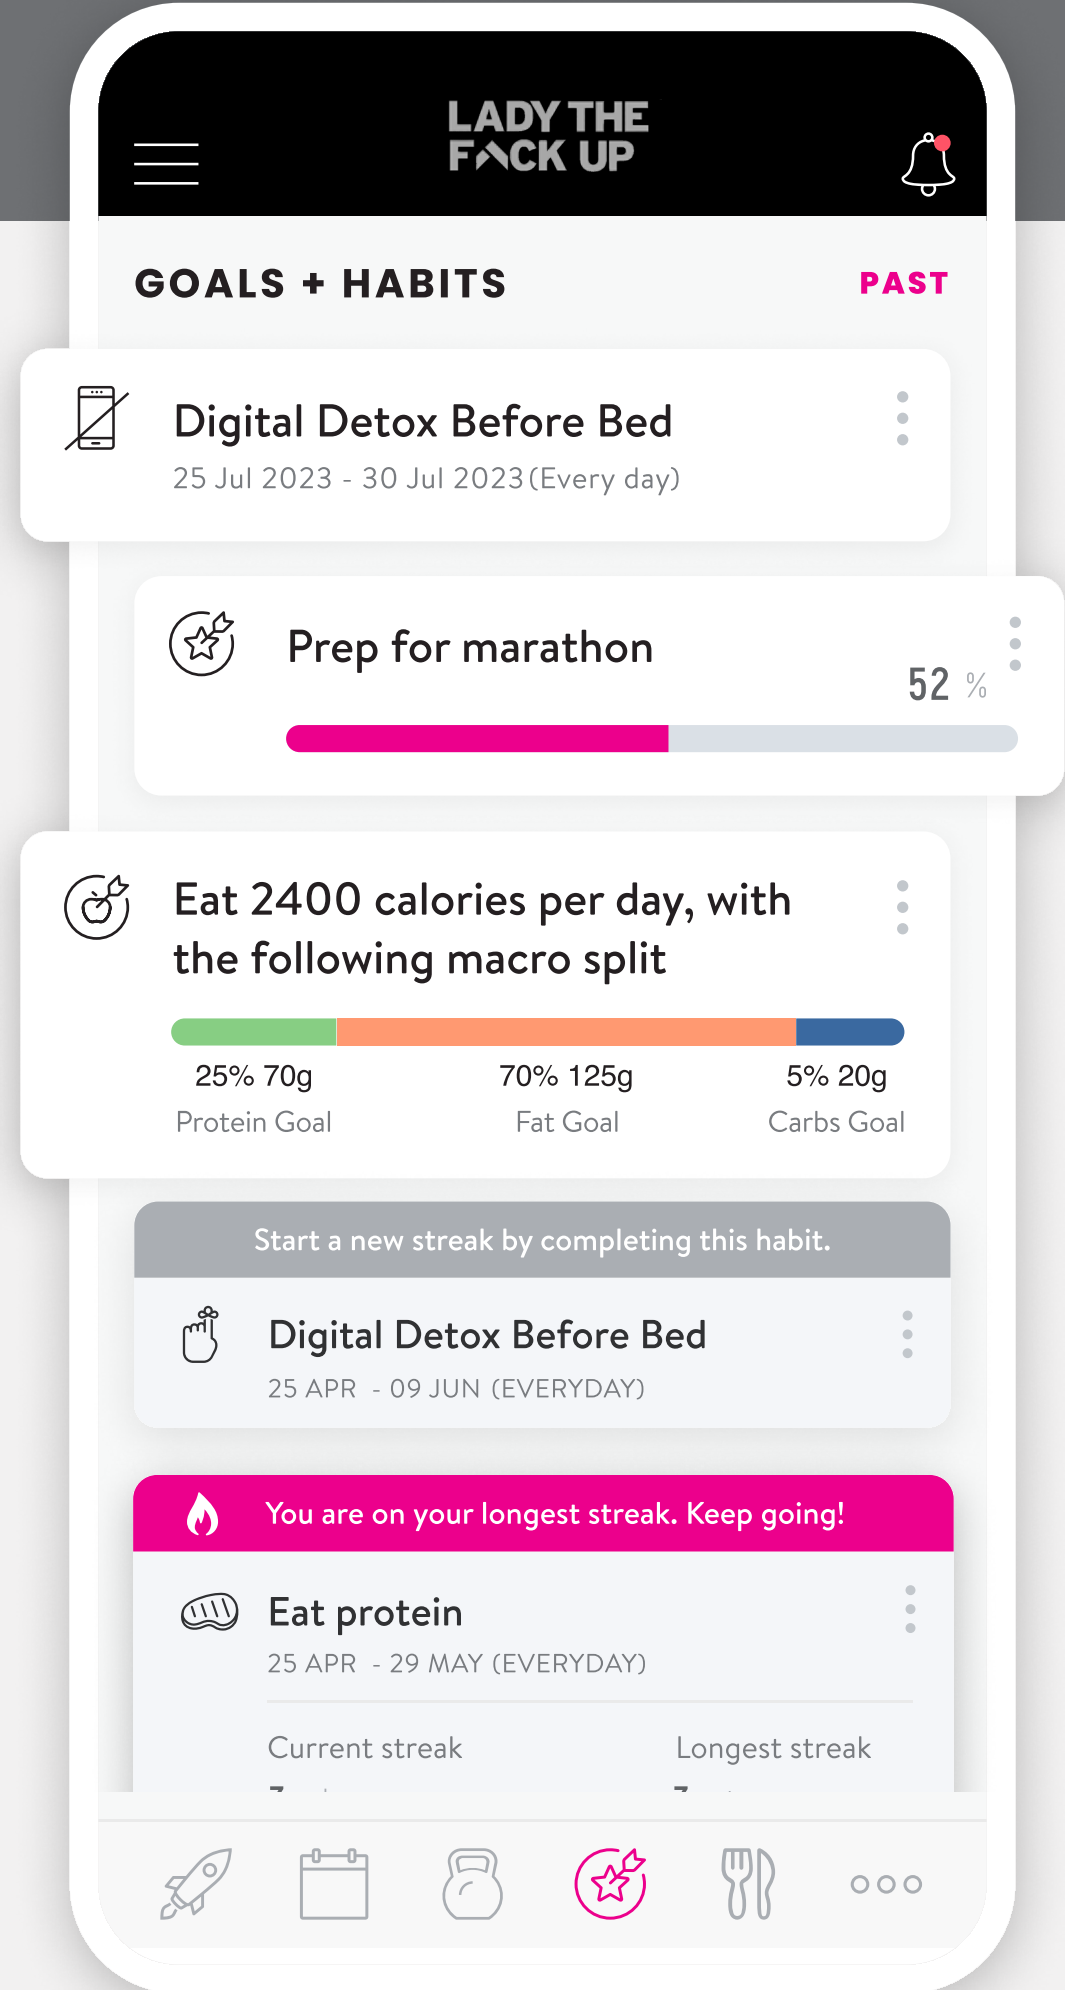 LADY THE
F^CK UP
GOALS + HABITS
PAST
Digital Detox Before Bed
25 Jul 2023 - 30 Jul 2023 (Every day)
Prep for marathon
52 %
Eat 2400 calories per day, with
the following macro split
25% 70g
70% 125g
5% 20g
Protein Goal
Fat Goal
Carbs Goal
Start a new streak by completing this habit.
Digital Detox Before Bed
25 APR - 09 JUN (EVERYDAY)
You are on your longest streak. Keep going!
Eat protein
25 APR - 29 MAY (EVERYDAY)
Current streak
Longest streak